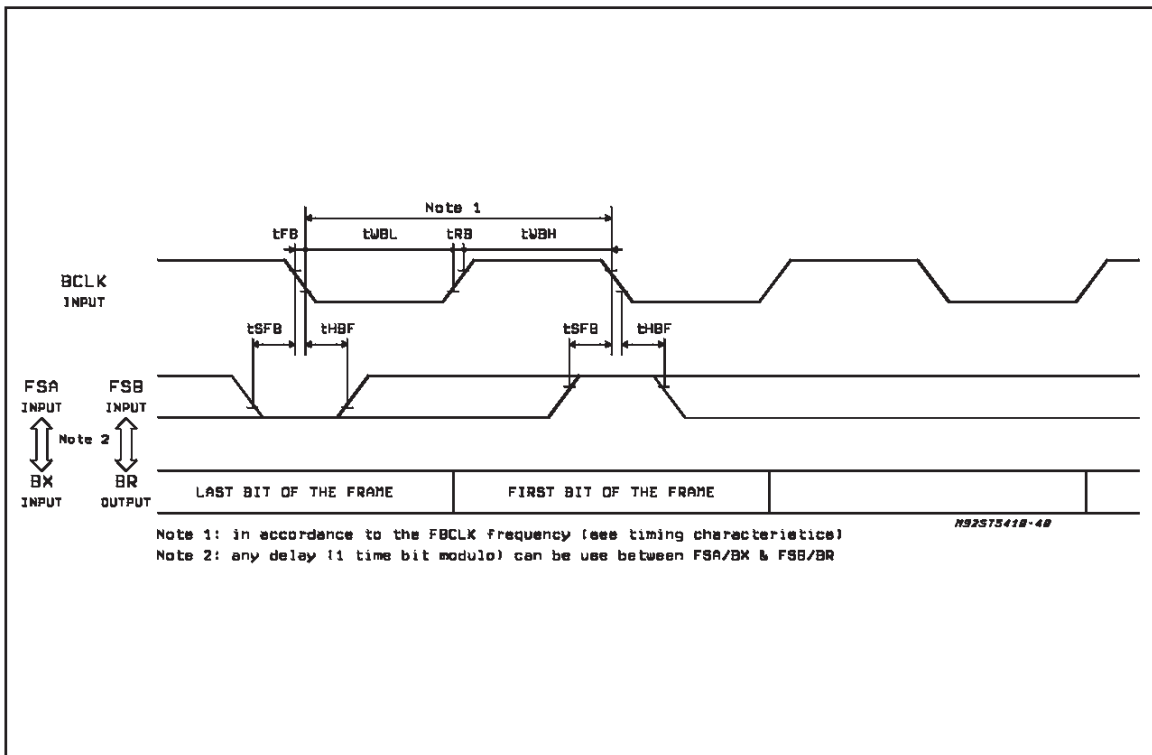 Note 1
tFB tWBL tRB tWBH
BCLK
INPUT
tSFB tHBF tSFB tHBF
FSA FSB
INPUT INPUT
Note 2
BX BR
INPUT OUTPUT
LAST BIT OF THE FRAME FIRST BIT OF THE FRAME
M92ST5410-40
Note 1: in accordance to the FBCLK frequency (see timing characteristics)
Note 2: any delay (1 time bit modulo) can be use between FSA/BX & FSB/BR